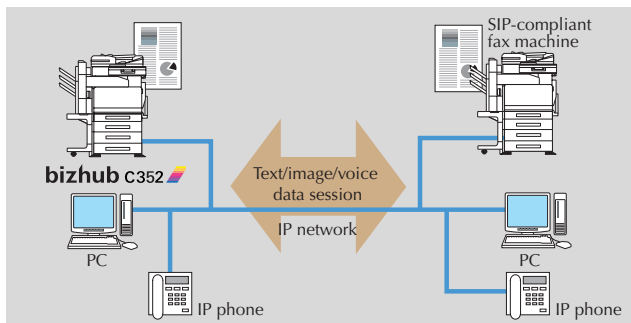 SIP-compliant
fax machine
bizhub C352
Text/image/voice
data session
IP network
PC
PC
IP phone
IP phone